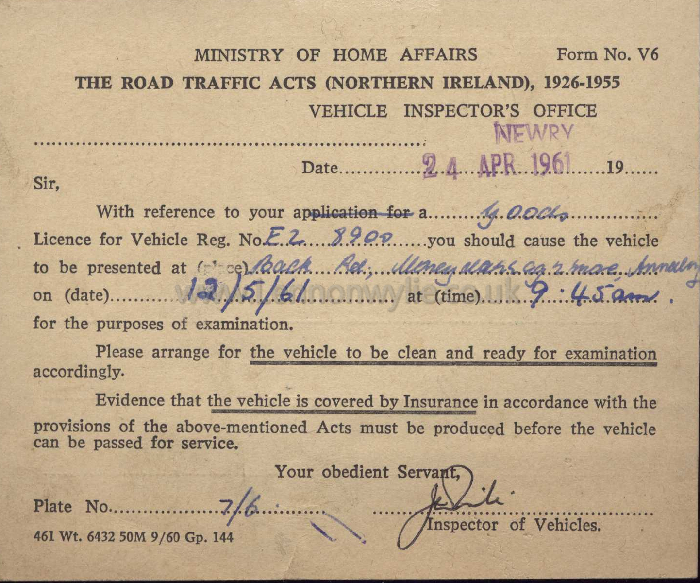 MINISTRY OF HOME AFFAIRS Form No. V6
THE ROAD TRAFFIC ACTS (NORTHERN IRELAND), 1926-1955
VEHICLE INSPECTOR'S OFFICE
NEWRY
Date 24 APR 1961 19
Sir,
With reference to your application for a goods
Licence for Vehicle Reg. No. EZ 8900 you should cause the vehicle
to be presented at (place) Back Rd,
on (date) 12/5/61 at (time) 9.45am.
for the purposes of examination.
Please arrange for the vehicle to be clean and ready for examination
accordingly.
Evidence that the vehicle is covered by Insurance in accordance with the
provisions of the above-mentioned Acts must be produced before the vehicle
can be passed for service.
Your obedient Servant,
Plate No. 7/6
Inspector of Vehicles.
461 Wt. 6432 50M 9/60 Gp. 144